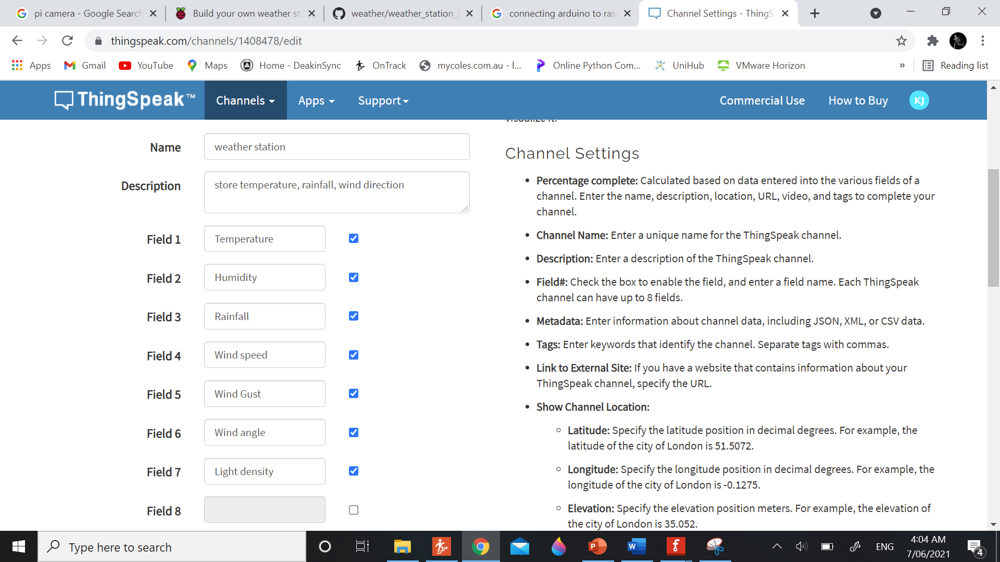 pi camera - Google Search
Build your own weather st
weather/weather_station_
connecting arduino to ras
Channel Settings - ThingS
thingspeak.com/channels/1408478/edit
Apps
Gmail
YouTube
Maps
Home - DeakinSync
OnTrack
mycoles.com.au - l...
Online Python Com...
UniHub
VMware Horizon
»
Reading list
ThingSpeak™
Channels
Apps
Support
Commercial Use
How to Buy
KJ
visualize it.
Name
weather station
Description
store temperature, rainfall, wind direction
Field 1
Temperature
Field 2
Humidity
Field 3
Rainfall
Field 4
Wind speed
Field 5
Wind Gust
Field 6
Wind angle
Field 7
Light density
Field 8
Channel Settings
• Percentage complete: Calculated based on data entered into the various fields of a
channel. Enter the name, description, location, URL, video, and tags to complete your
channel.
• Channel Name: Enter a unique name for the ThingSpeak channel.
• Description: Enter a description of the ThingSpeak channel.
• Field#: Check the box to enable the field, and enter a field name. Each ThingSpeak
channel can have up to 8 fields.
• Metadata: Enter information about channel data, including JSON, XML, or CSV data.
• Tags: Enter keywords that identify the channel. Separate tags with commas.
• Link to External Site: If you have a website that contains information about your
ThingSpeak channel, specify the URL.
• Show Channel Location:
◦ Latitude: Specify the latitude position in decimal degrees. For example, the
latitude of the city of London is 51.5072.
◦ Longitude: Specify the longitude position in decimal degrees. For example, the
longitude of the city of London is -0.1275.
◦ Elevation: Specify the elevation position meters. For example, the elevation of
the city of London is 35.052.
Type here to search
ENG
4:04 AM
7/06/2021
4